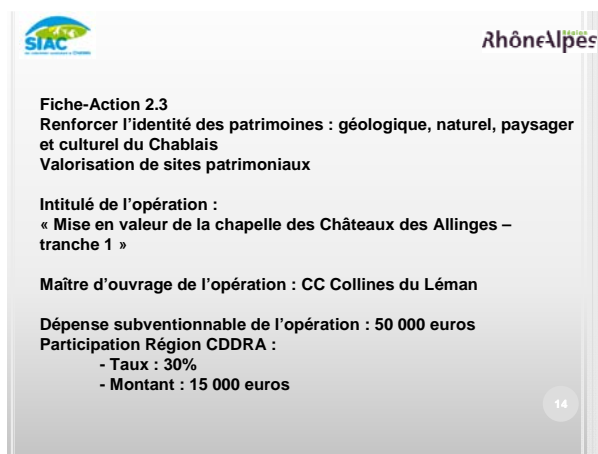 SIAC
Région
RhôneAlpes
Fiche-Action 2.3
Renforcer l’identité des patrimoines : géologique, naturel, paysager
et culturel du Chablais
Valorisation de sites patrimoniaux
Intitulé de l’opération :
« Mise en valeur de la chapelle des Châteaux des Allinges –
tranche 1 »
Maître d’ouvrage de l’opération : CC Collines du Léman
Dépense subventionnable de l’opération : 50 000 euros
Participation Région CDDRA :
- Taux : 30%
- Montant : 15 000 euros
14